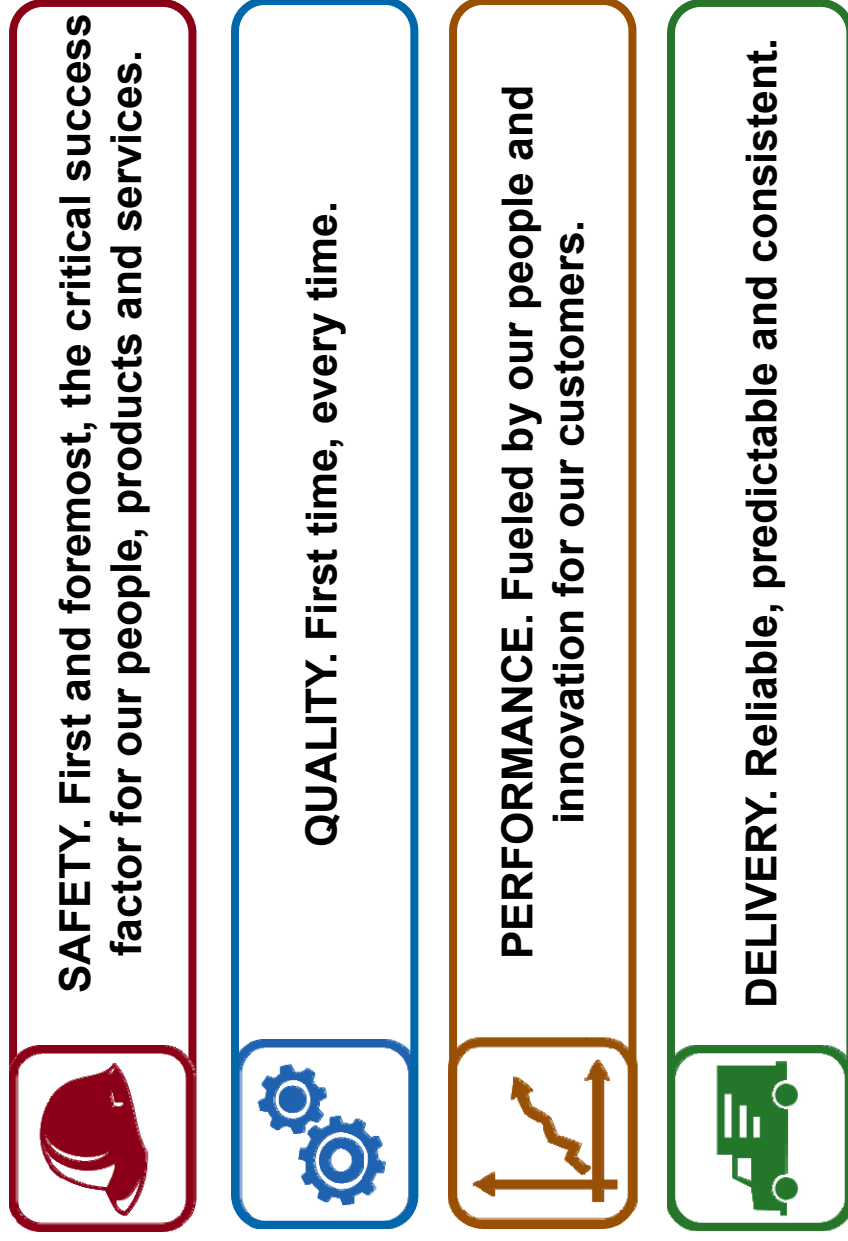 SAFETY. First and foremost, the critical success
factor for our people, products and services.
QUALITY. First time, every time.
PERFORMANCE. Fueled by our people and
innovation for our customers.
DELIVERY. Reliable, predictable and consistent.